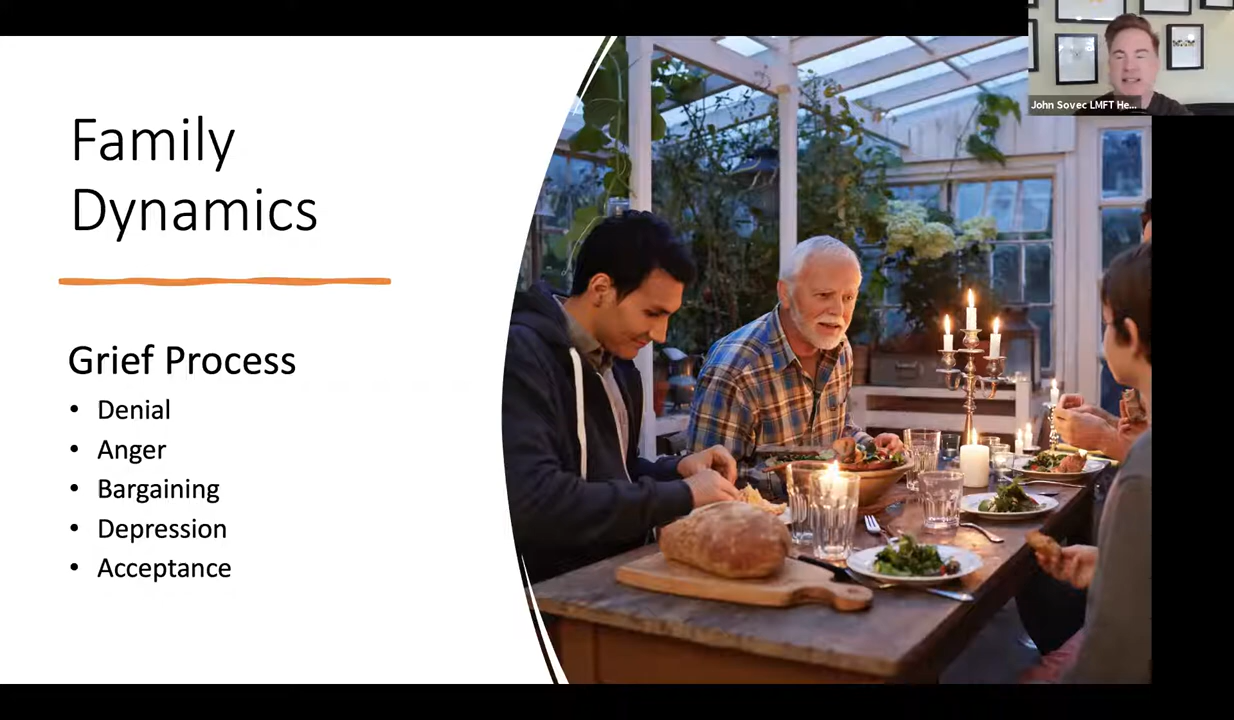 Family
Dynamics
Grief Process
• Denial
• Anger
• Bargaining
• Depression
• Acceptance
John Sovec LMFT He...